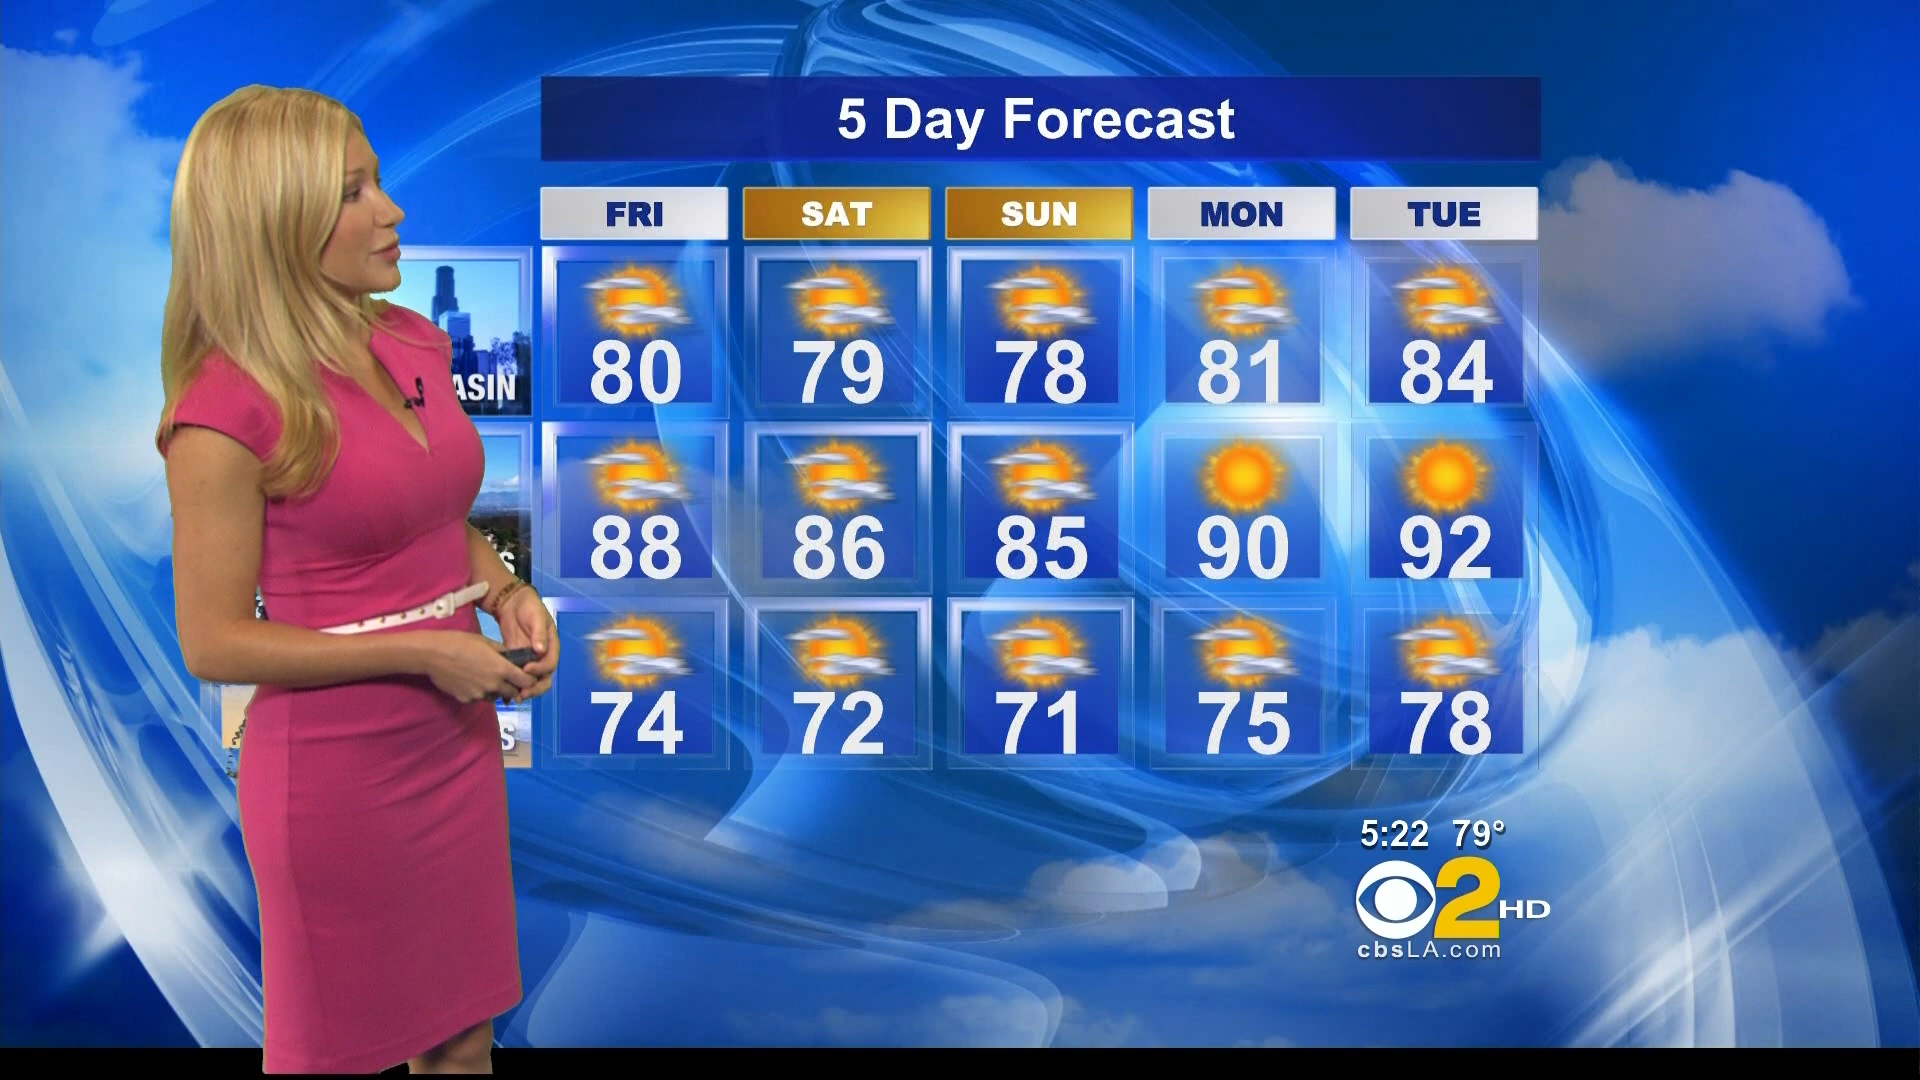 5 Day Forecast
FRI SAT SUN MON TUE
ASIN
80 79 78 81 84
S
88 86 85 90 92
S
74 72 71 75 78
5:22 79°
2 HD
cbsLA.com